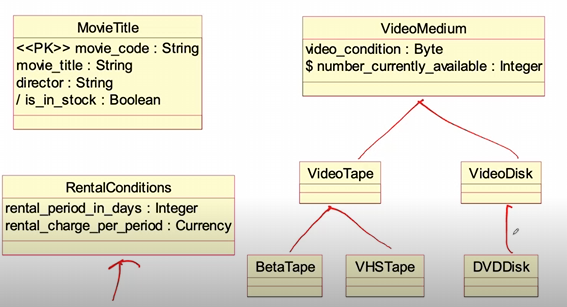 MovieTitle
<<PK>> movie_code : String
movie_title : String
director : String
/ is_in_stock : Boolean
VideoMedium
video_condition : Byte
$ number_currently_available : Integer
VideoTape
VideoDisk
RentalConditions
rental_period_in_days : Integer
rental_charge_per_period : Currency
BetaTape
VHSTape
DVDDisk